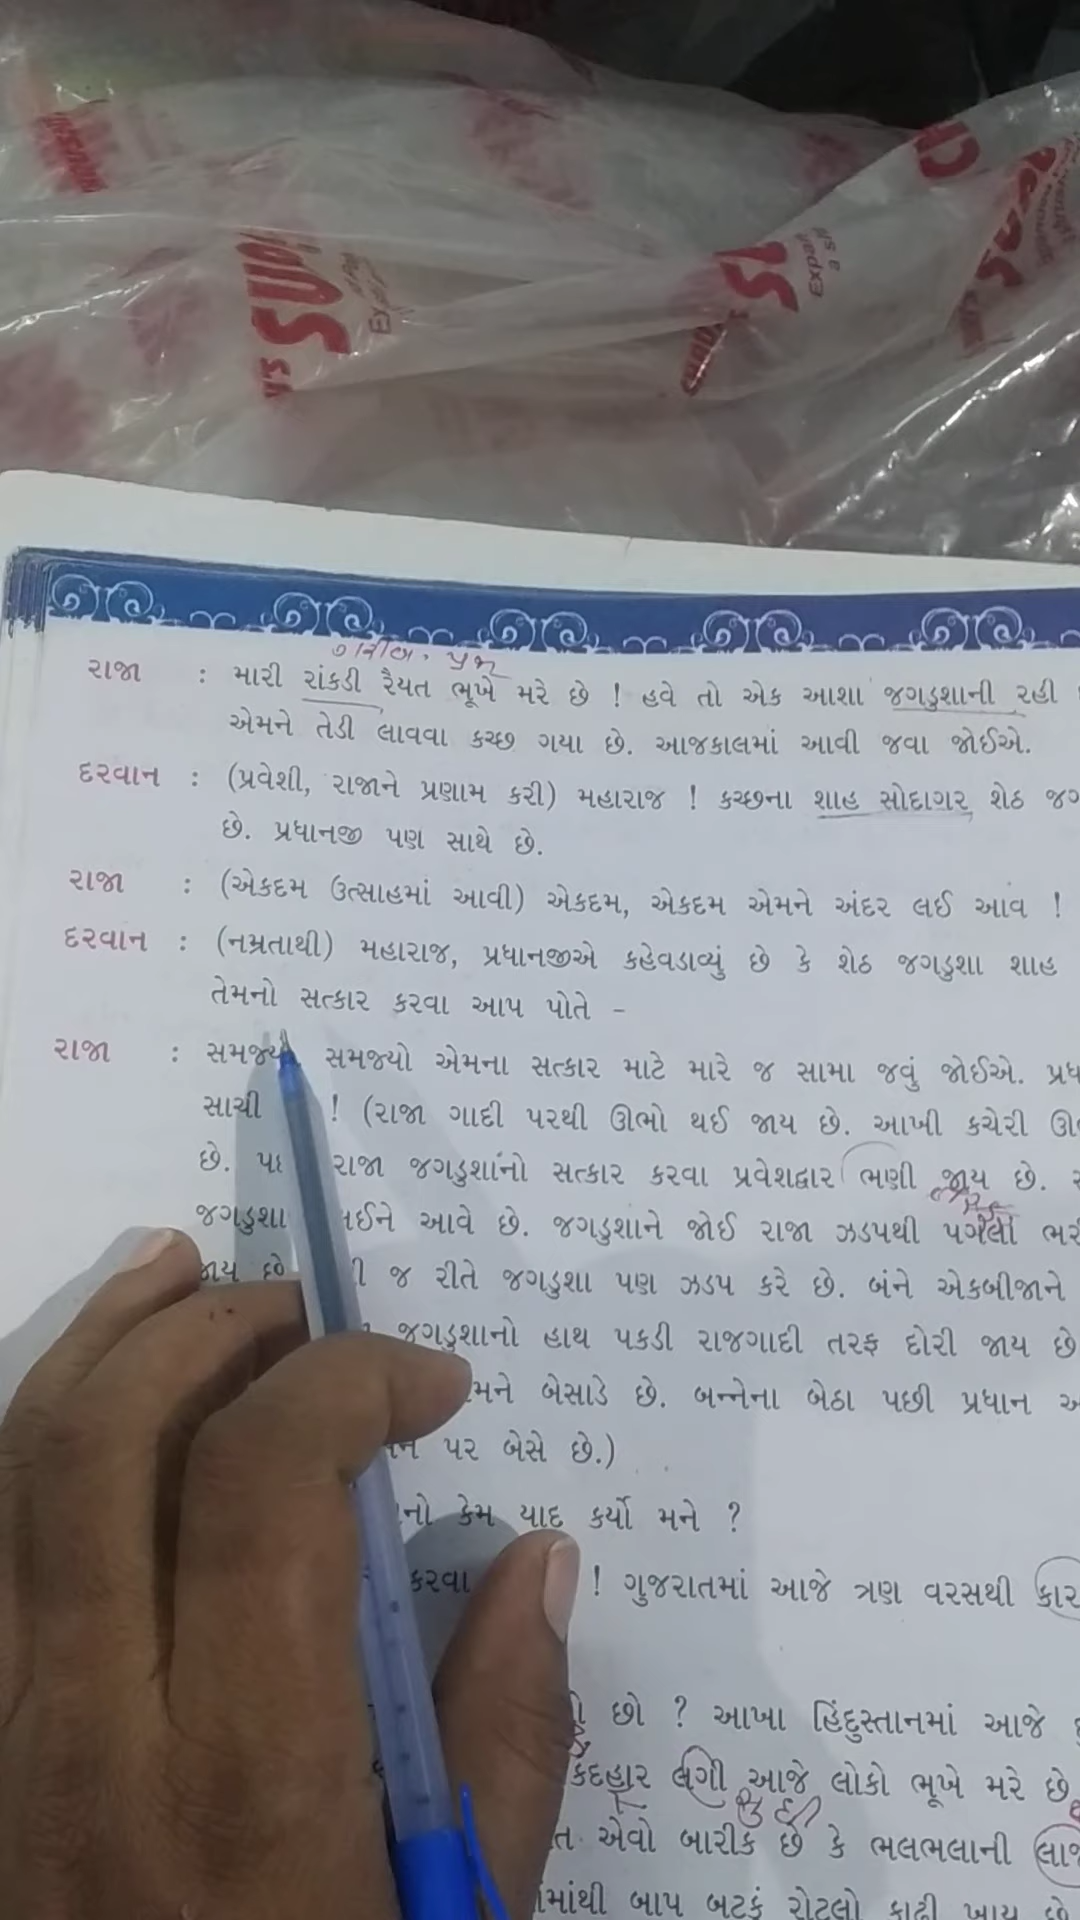 ગરીબ, પ્રજા
રાજા : મારી રાંકડી રૈયત ભૂખે મરે છે ! હવે તો એક આશા જગડુશાની રહી
એમને તેડી લાવવા કચ્છ ગયા છે. આજકાલમાં આવી જવા જોઈએ.
દરવાન : (પ્રવેશી, રાજાને પ્રણામ કરી) મહારાજ ! કચ્છના શાહ સોદાગર શેઠ
છે. પ્રધાનજી પણ સાથે છે.
રાજા : (એકદમ ઉત્સાહમાં આવી) એકદમ, એકદમ એમને અંદર લઈ આવ !
દરવાન : (નમ્રતાથી) મહારાજ, પ્રધાનજીએ કહેવડાવ્યું છે કે શેઠ જગડુશા શાહ
તેમનો સત્કાર કરવા આપ પોતે -
રાજા : સમજ્યો સમજ્યો એમના સત્કાર માટે મારે જ સામા જવું જોઈએ.
સાચી ! (રાજા ગાદી પરથી ઊભો થઈ જાય છે. આખી કચેરી
છે. રાજા જગડુશાંનો સત્કાર કરવા પ્રવેશદ્વાર ભણી જાય છે.
જગડુશા લઈને આવે છે. જગડુશાને જોઈ રાજા ઝડપથી પગલાં
જાય છે જ રીતે જગડુશા પણ ઝડપ કરે છે. બંને એકબીજાને
જગડુશાનો હાથ પકડી રાજગાદી તરફ દોરી જાય છે
બેસાડે છે. બન્નેના બેઠા પછી પ્રધાન
પર બેસે છે.)
કેમ યાદ કર્યો મને ?
કરવા ! ગુજરાતમાં આજે ત્રણ વરસથી
છો ? આખા હિંદુસ્તાનમાં આજે
કંદહાર લગી આજે લોકો ભૂખે મરે છે
સુધી
એવો બારીક છે કે ભલભલાની
બાપ બટકું રોટલો કાઢી ખાય છે